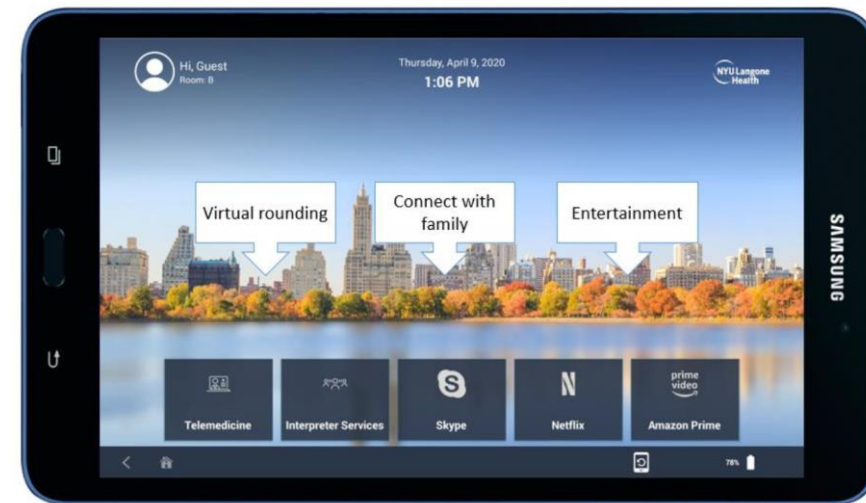 Hi, Guest
Room: B
Thursday, April 9, 2020
1:06 PM
NYU Langone
Health
Virtual rounding
Connect with
family
Entertainment
SAMSUNG
S
N
prime
video
Telemedicine
Interpreter Services
Skype
Netflix
Amazon Prime
78%